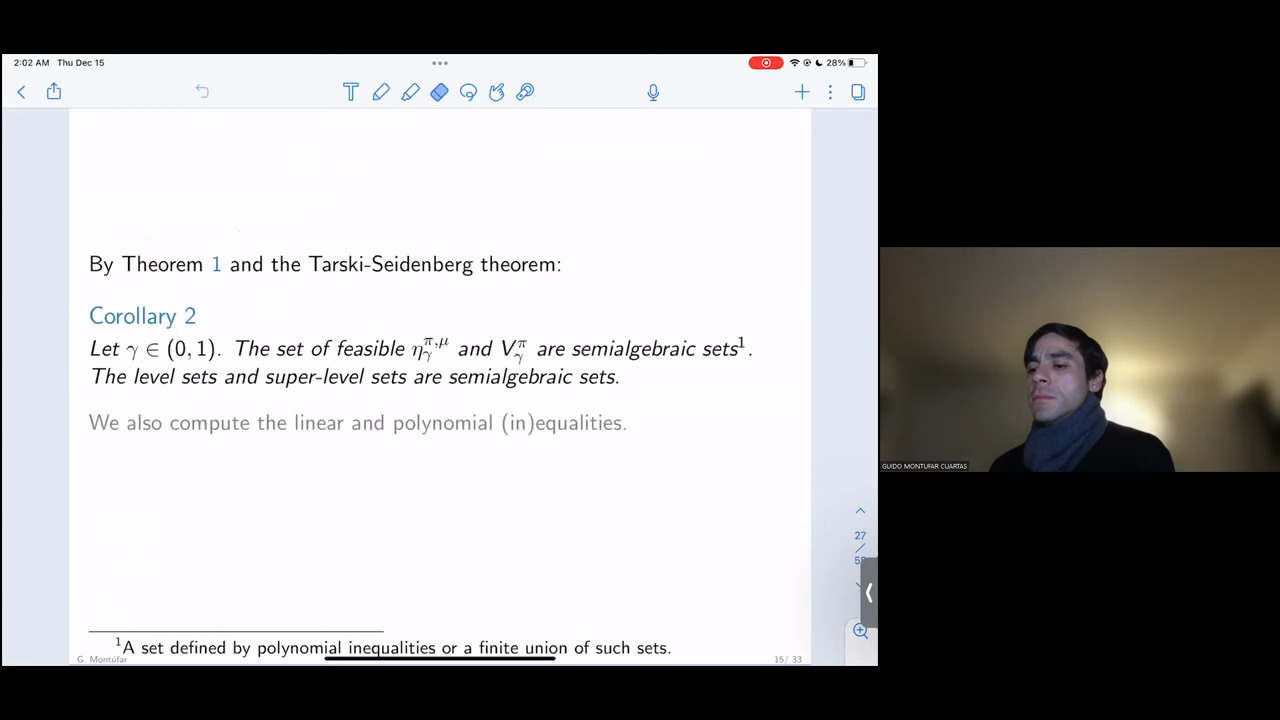 2:02 AM Thu Dec 15
28%
By Theorem 1 and the Tarski-Seidenberg theorem:
Corollary 2
Let γ ∈ (0, 1). The set of feasible η_γ^{π,μ} and V_γ^π are semialgebraic sets¹.
The level sets and super-level sets are semialgebraic sets.
We also compute the linear and polynomial (in)equalities.
GUIDO MONTUFAR CUARTAS
27
/
¹A set defined by polynomial inequalities or a finite union of such sets.
G. Montúfar
15/ 33